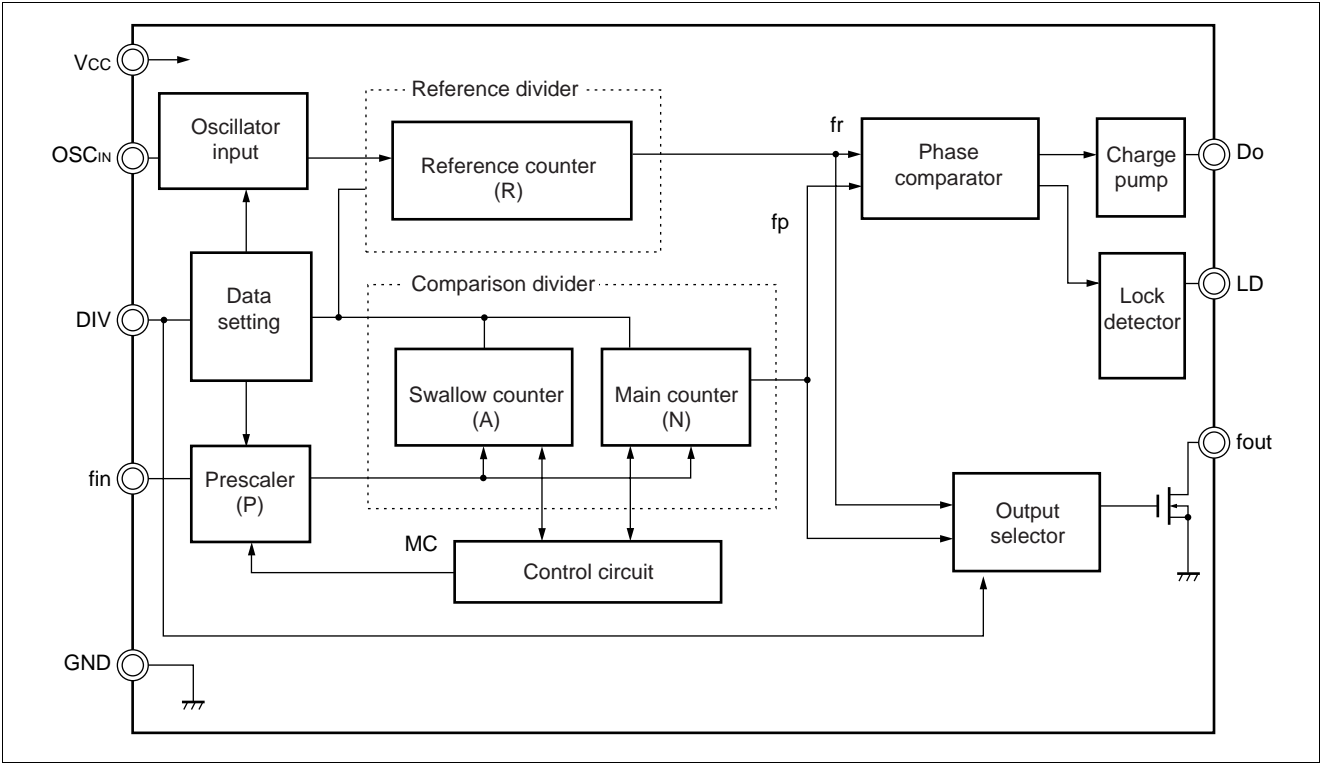 VCC
Reference divider
Oscillator
input
OSCIN
Reference counter
(R)
fr
Phase
comparator
Charge
pump
Do
fp
Comparison divider
Data
setting
DIV
Lock
detector
LD
Swallow counter
(A)
Main counter
(N)
fout
fin
Prescaler
(P)
Output
selector
MC
Control circuit
GND